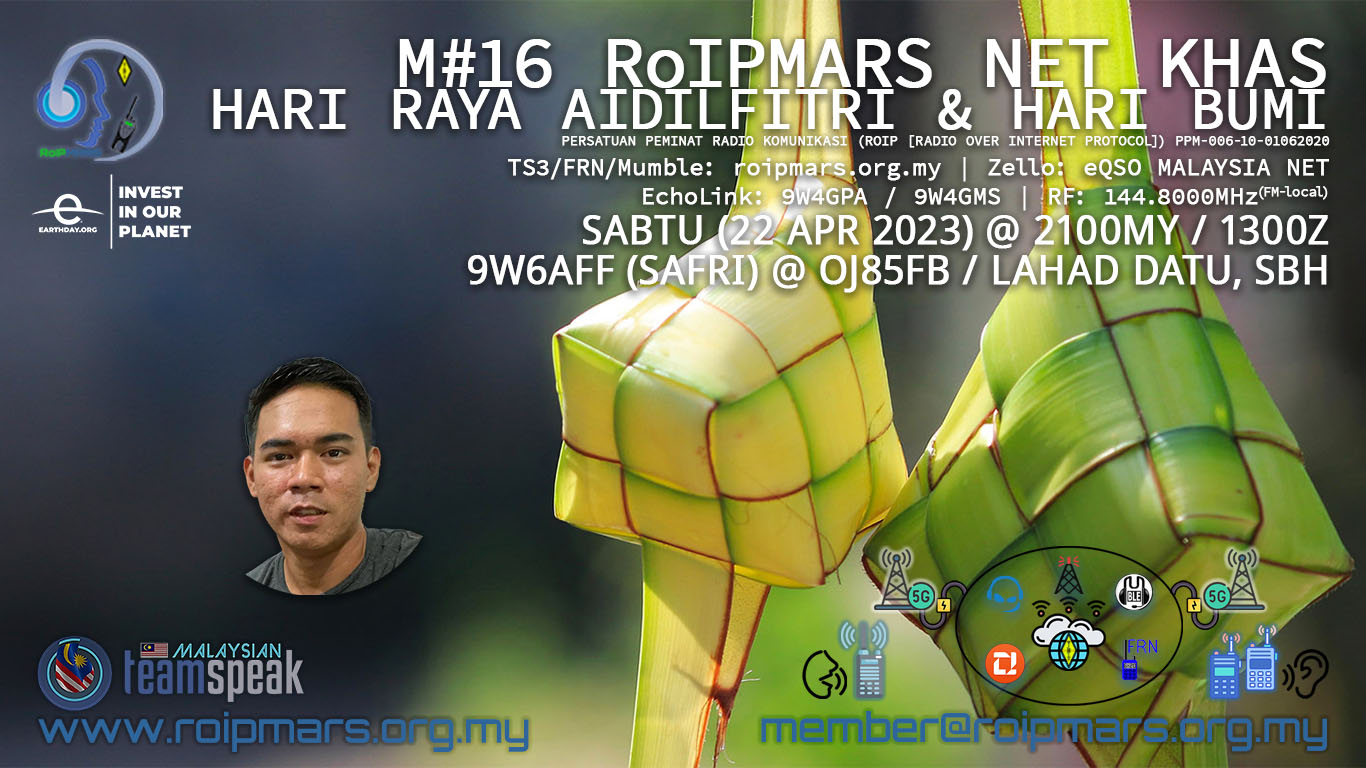 M#16 RoIPMARS NET KHAS
HARI RAYA AIDILFITRI & HARI BUMI
PERSATUAN PEMINAT RADIO KOMUNIKASI (ROIP [RADIO OVER INTERNET PROTOCOL]) PPM-006-10-01062020
TS3/FRN/Mumble: roipmars.org.my | Zello: eQSO MALAYSIA NET
EchoLink: 9W4GPA / 9W4GMS | RF: 144.8000MHz(FM-local)
SABTU (22 APR 2023) @ 2100MY / 1300Z
9W6AFF (SAFRI) @ OJ85FB / LAHAD DATU, SBH
EARTHDAY.ORG
INVEST
IN OUR
PLANET
5G
5G
BLE
FRN
MALAYSIAN
teamspeak
www.roipmars.org.my
member@roipmars.org.my